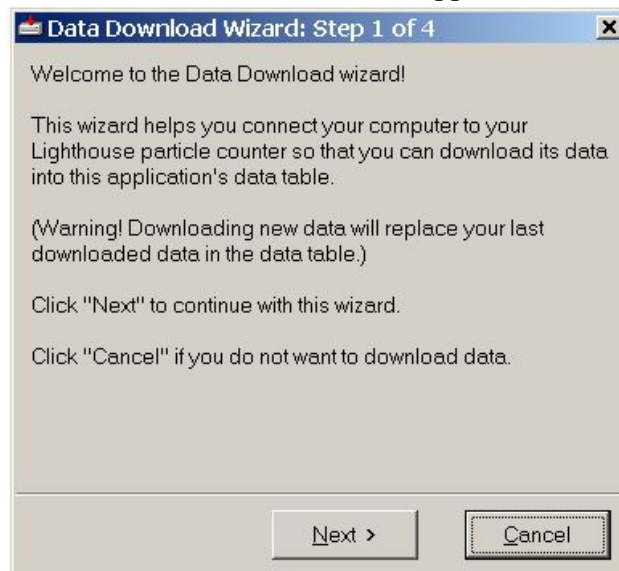 Data Download Wizard: Step 1 of 4
Welcome to the Data Download wizard!
This wizard helps you connect your computer to your
Lighthouse particle counter so that you can download its data
into this application's data table.
(Warning! Downloading new data will replace your last
downloaded data in the data table.)
Click "Next" to continue with this wizard.
Click "Cancel" if you do not want to download data.
Next >
Cancel